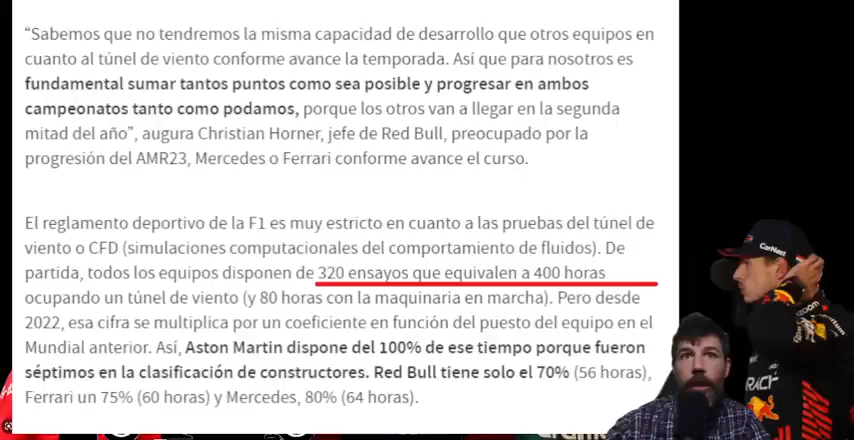 “Sabemos que no tendremos la misma capacidad de desarrollo que otros equipos en
cuanto al túnel de viento conforme avance la temporada. Así que para nosotros es
fundamental sumar tantos puntos como sea posible y progresar en ambos
campeonatos tanto como podamos, porque los otros van a llegar en la segunda
mitad del año”, augura Christian Horner, jefe de Red Bull, preocupado por la
progresión del AMR23, Mercedes o Ferrari conforme avance el curso.
El reglamento deportivo de la F1 es muy estricto en cuanto a las pruebas del túnel de
viento o CFD (simulaciones computacionales del comportamiento de fluidos). De
partida, todos los equipos disponen de 320 ensayos que equivalen a 400 horas
ocupando un túnel de viento (y 80 horas con la maquinaria en marcha). Pero desde
2022, esa cifra se multiplica por un coeficiente en función del puesto del equipo en el
Mundial anterior. Así, Aston Martin dispone del 100% de ese tiempo porque fueron
séptimos en la clasificación de constructores. Red Bull tiene solo el 70% (56 horas),
Ferrari un 75% (60 horas) y Mercedes, 80% (64 horas).
CarNext